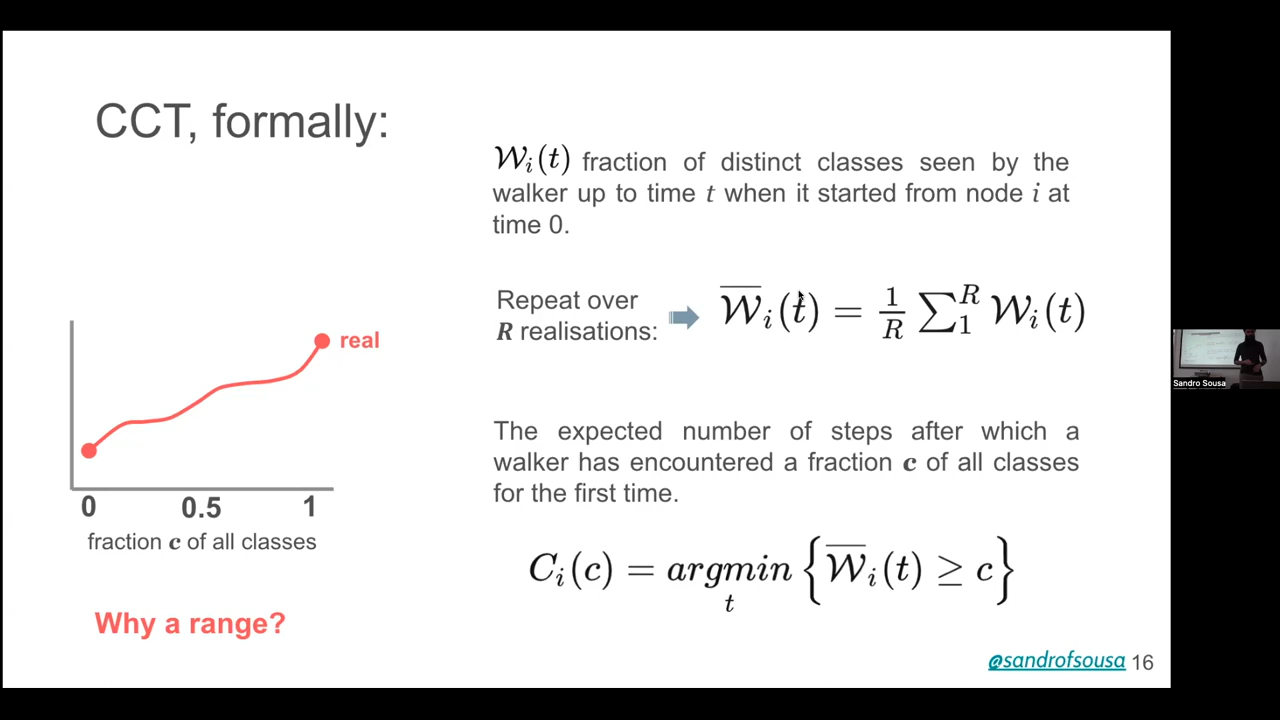 CCT, formally:
𝒲ᵢ(t) fraction of distinct classes seen by the
walker up to time t when it started from node i at
time 0.
Repeat over
R realisations:
𝒲̅ᵢ(t) = 1/R ∑₁ᴿ 𝒲ᵢ(t)
real
0 0.5 1
fraction c of all classes
Why a range?
The expected number of steps after which a
walker has encountered a fraction c of all classes
for the first time.
Cᵢ(c) = argmin {𝒲̅ᵢ(t) ≥ c}
t
@sandrofsousa 16
Sandro Sousa